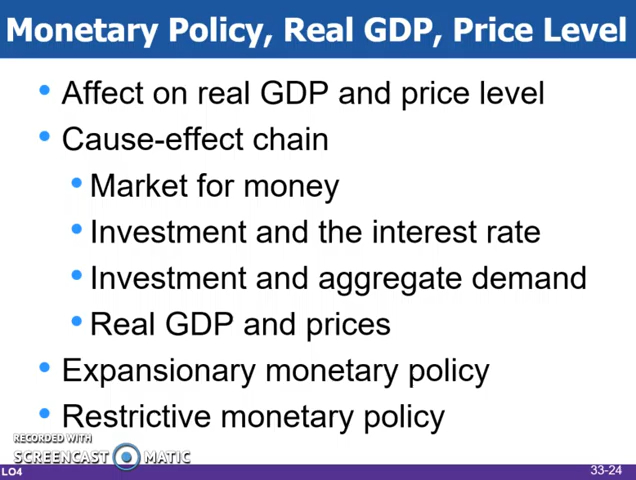 Monetary Policy, Real GDP, Price Level
• Affect on real GDP and price level
• Cause-effect chain
• Market for money
• Investment and the interest rate
• Investment and aggregate demand
• Real GDP and prices
• Expansionary monetary policy
• Restrictive monetary policy
RECORDED WITH
SCREENCAST MATIC
LO4
33-24